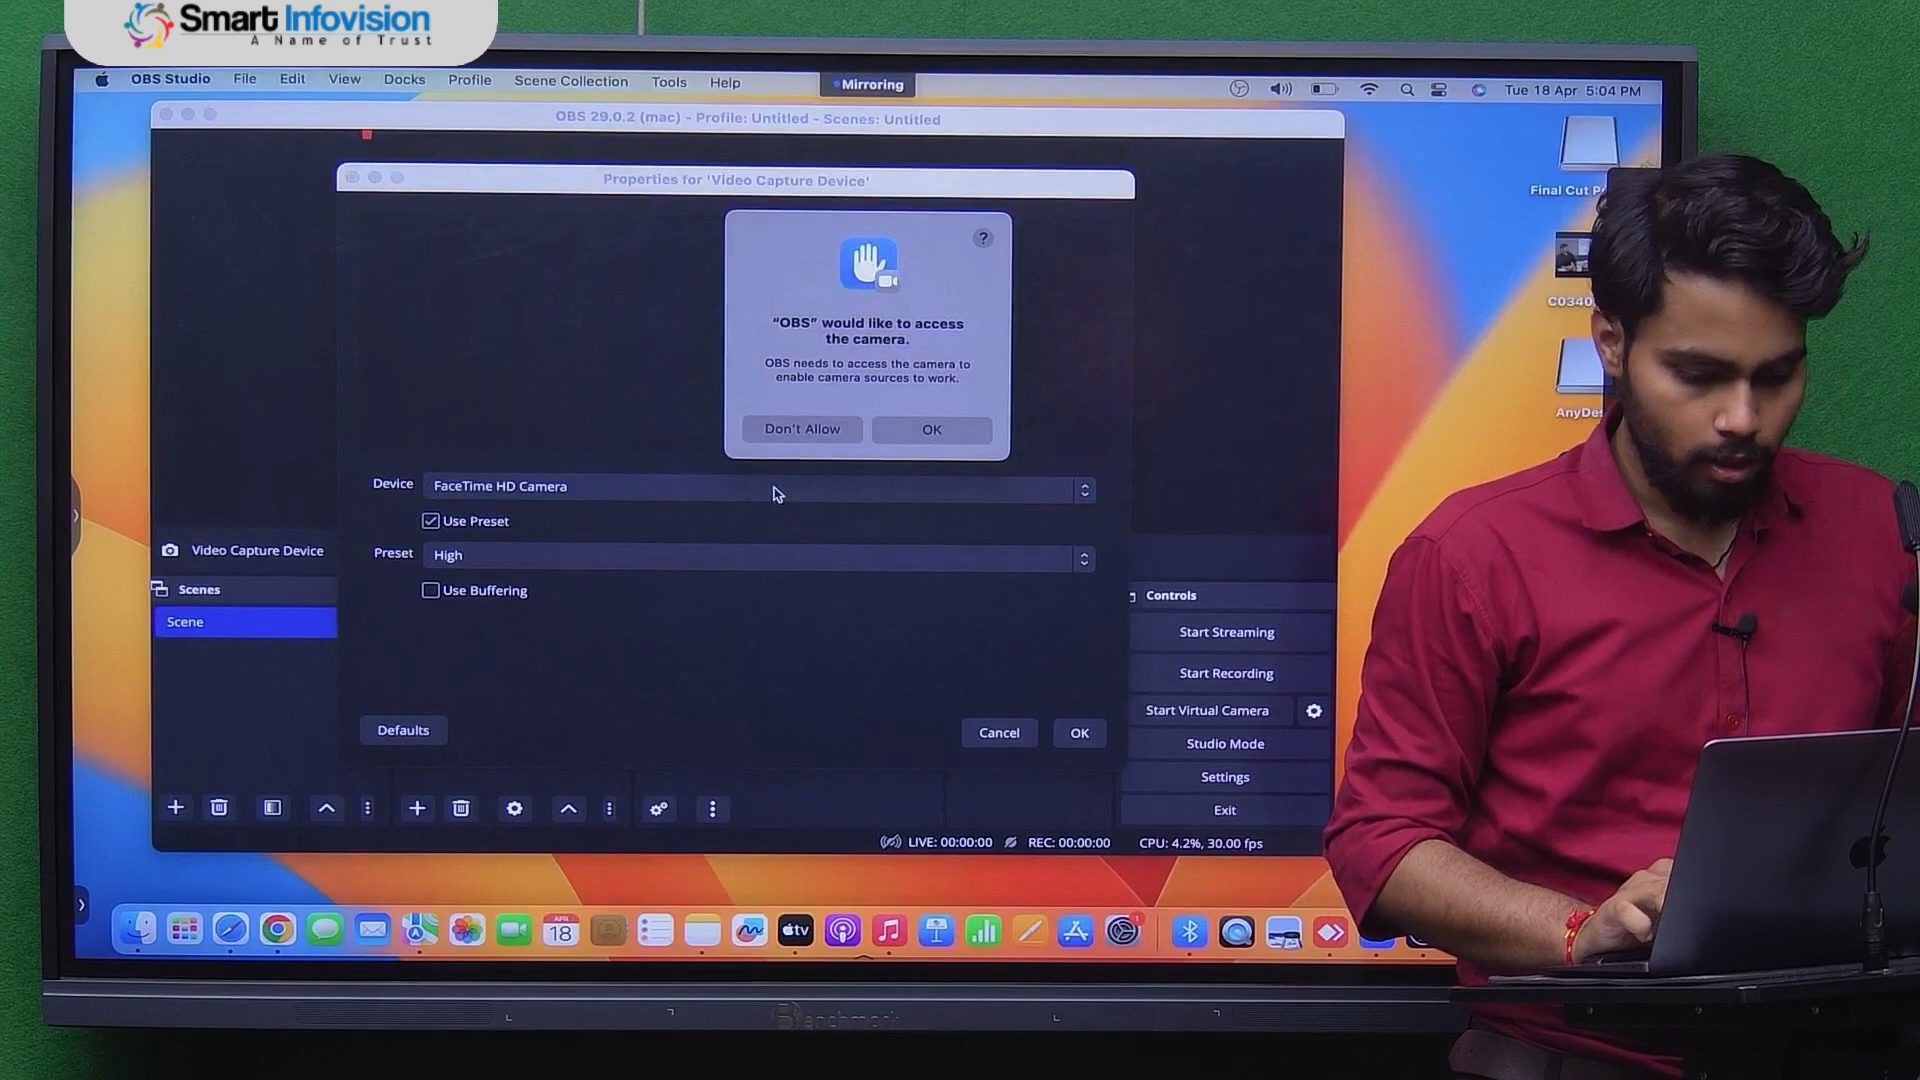 Smart Infovision
A Name of Trust
OBS Studio File Edit View Docks Profile Scene Collection Tools Help
Mirroring
Tue 18 Apr 5:04 PM
OBS 29.0.2 (mac) - Profile: Untitled - Scenes: Untitled
Final Cut P
Properties for 'Video Capture Device'
?
"OBS" would like to access
the camera.
OBS needs to access the camera to
enable camera sources to work.
Don't Allow
OK
C0340
AnyDes
Device
FaceTime HD Camera
Use Preset
Preset
High
Use Buffering
Video Capture Device
Scenes
Scene
Controls
Start Streaming
Start Recording
Start Virtual Camera
Studio Mode
Settings
Exit
Defaults
Cancel
OK
LIVE: 00:00:00
REC: 00:00:00
CPU: 4.2%, 30.00 fps
APR
18
tv
1
Benchmark